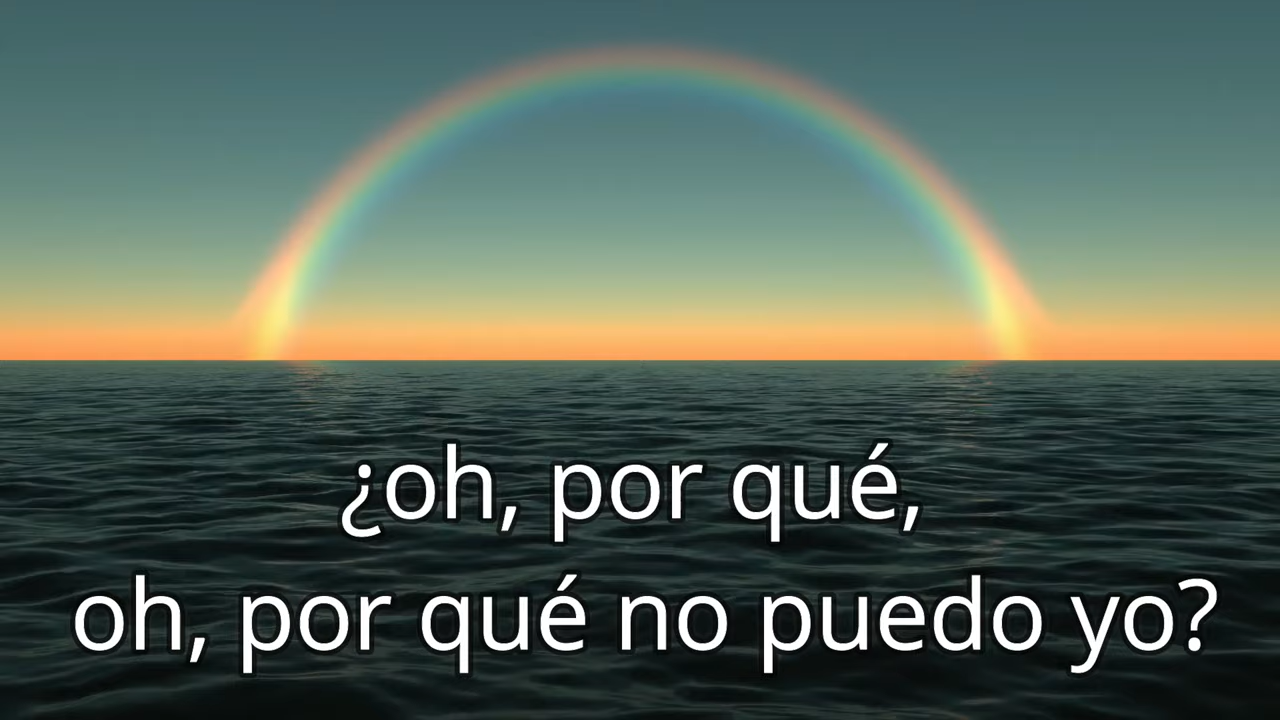 ¿oh, por qué,
oh, por qué no puedo yo?